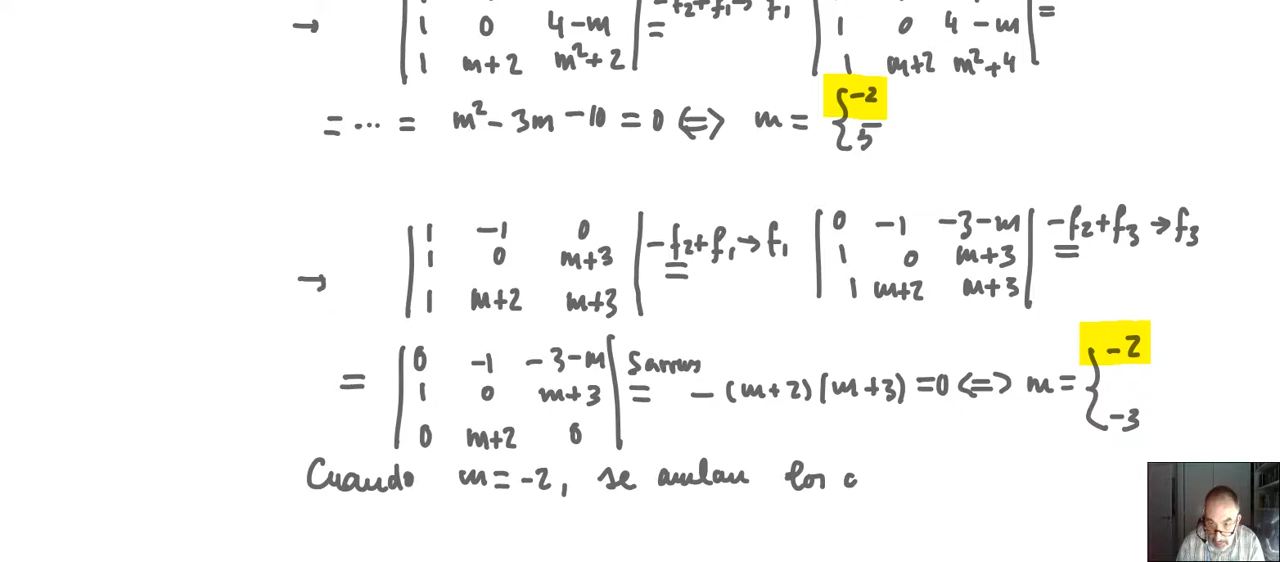 → | 1 0 4-m | = -f₂+f₁→ f₁ | 1 0 4-m | =
| 1 m+2 m²+2 | | 1 m+2 m²+4 |
= ... = m² - 3m - 10 = 0 ⇔ m = { -2
5
| 1 -1 0 | -f₂+f₁→f₁ | 0 -1 -3-m | -f₂+f₃→f₃
→ | 1 0 m+3 | = | 1 0 m+3 | =
| 1 m+2 m+3 | | 1 m+2 m+3 |
| 0 -1 -3-m | Sarrus { -2
= | 1 0 m+3 | = -(m+2)(m+3) = 0 ⇔ m =
| 0 m+2 0 | -3
Cuando m = -2, se anulan los